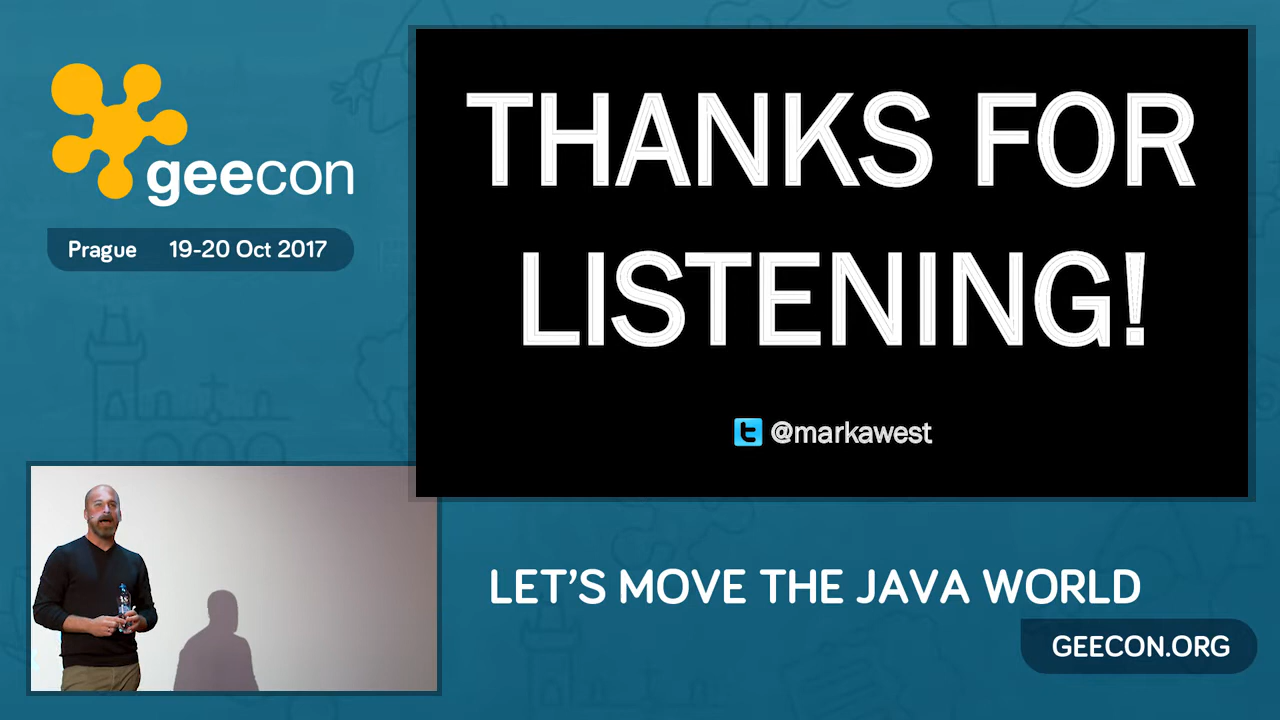 geecon
Prague 19-20 Oct 2017
THANKS FOR
LISTENING!
@markawest
LET'S MOVE THE JAVA WORLD
GEECON.ORG